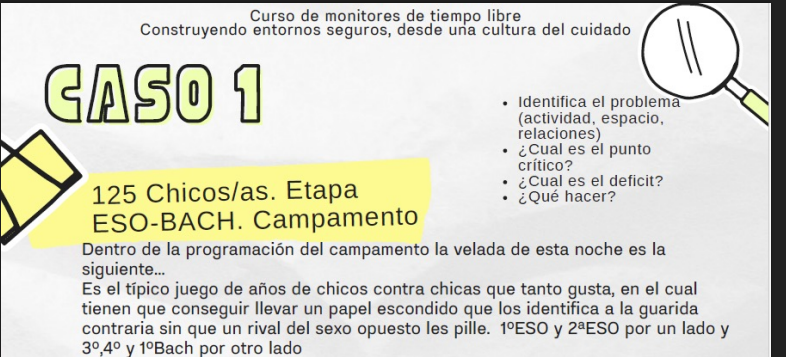 Curso de monitores de tiempo libre
Construyendo entornos seguros, desde una cultura del cuidado
CASO 1
• Identifica el problema
(actividad, espacio,
relaciones)
• ¿Cual es el punto
crítico?
• ¿Cual es el deficit?
• ¿Qué hacer?
125 Chicos/as. Etapa
ESO-BACH. Campamento
Dentro de la programación del campamento la velada de esta noche es la
siguiente...
Es el típico juego de años de chicos contra chicas que tanto gusta, en el cual
tienen que conseguir llevar un papel escondido que los identifica a la guarida
contraria sin que un rival del sexo opuesto les pille. 1ºESO y 2ªESO por un lado y
3º,4º y 1ºBach por otro lado